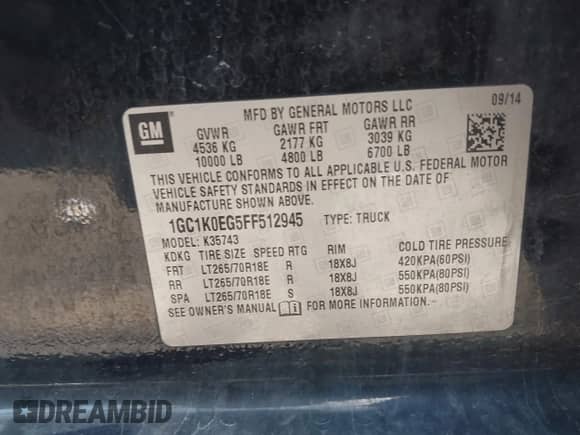 GM
MFD BY GENERAL MOTORS LLC 09/14
GVWR GAWR FRT GAWR RR
4536 KG 2177 KG 3039 KG
10000 LB 4800 LB 6700 LB
THIS VEHICLE CONFORMS TO ALL APPLICABLE U.S. FEDERAL MOTOR
VEHICLE SAFETY STANDARDS IN EFFECT ON THE DATE OF
MANUFACTURE SHOWN ABOVE.
1GC1K0EG5FF512945 TYPE: TRUCK
MODEL: K35743
KDKG TIRE SIZE SPEED RTG RIM COLD TIRE PRESSURE
FRT LT265/70R18E R 18X8J 420KPA(60PSI)
RR LT265/70R18E R 18X8J 550KPA(80PSI)
SPA LT265/70R18E S 18X8J 550KPA(80PSI)
SEE OWNER'S MANUAL FOR MORE INFORMATION.
DREAMBID